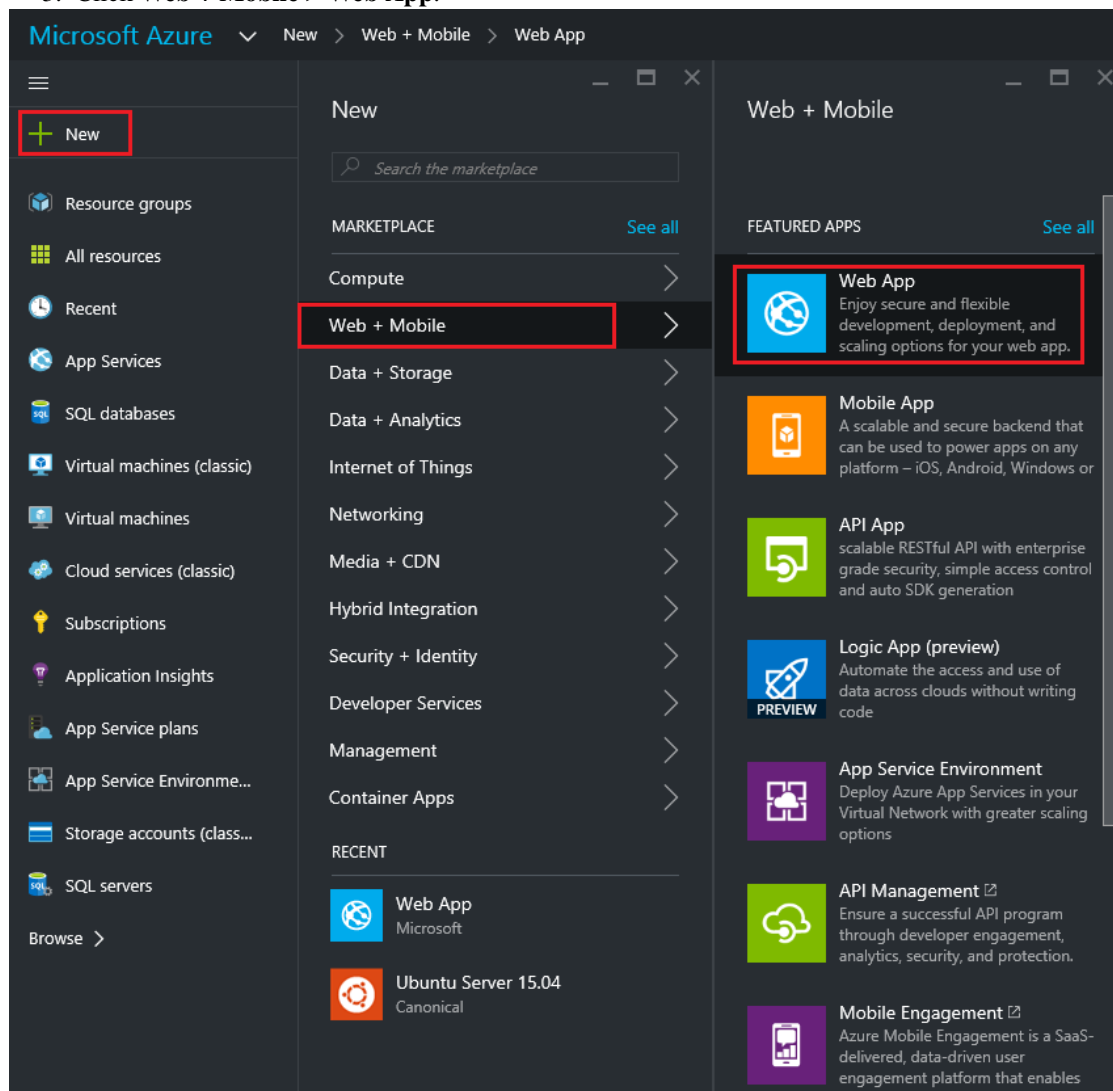 3. Click Web + Mobile > Web App.
Microsoft Azure New > Web + Mobile > Web App
New
Resource groups
All resources
Recent
App Services
SQL databases
Virtual machines (classic)
Virtual machines
Cloud services (classic)
Subscriptions
Application Insights
App Service plans
App Service Environme...
Storage accounts (class...
SQL servers
Browse >
New
Search the marketplace
MARKETPLACE See all
Compute
Web + Mobile
Data + Storage
Data + Analytics
Internet of Things
Networking
Media + CDN
Hybrid Integration
Security + Identity
Developer Services
Management
Container Apps
RECENT
Web App
Microsoft
Ubuntu Server 15.04
Canonical
Web + Mobile
FEATURED APPS See all
Web App
Enjoy secure and flexible
development, deployment, and
scaling options for your web app.
Mobile App
A scalable and secure backend that
can be used to power apps on any
platform – iOS, Android, Windows or
API App
scalable RESTful API with enterprise
grade security, simple access control
and auto SDK generation
PREVIEW
Logic App (preview)
Automate the access and use of
data across clouds without writing
code
App Service Environment
Deploy Azure App Services in your
Virtual Network with greater scaling
options
API Management
Ensure a successful API program
through developer engagement,
analytics, security, and protection.
Mobile Engagement
Azure Mobile Engagement is a SaaS-
delivered, data-driven user
engagement platform that enables